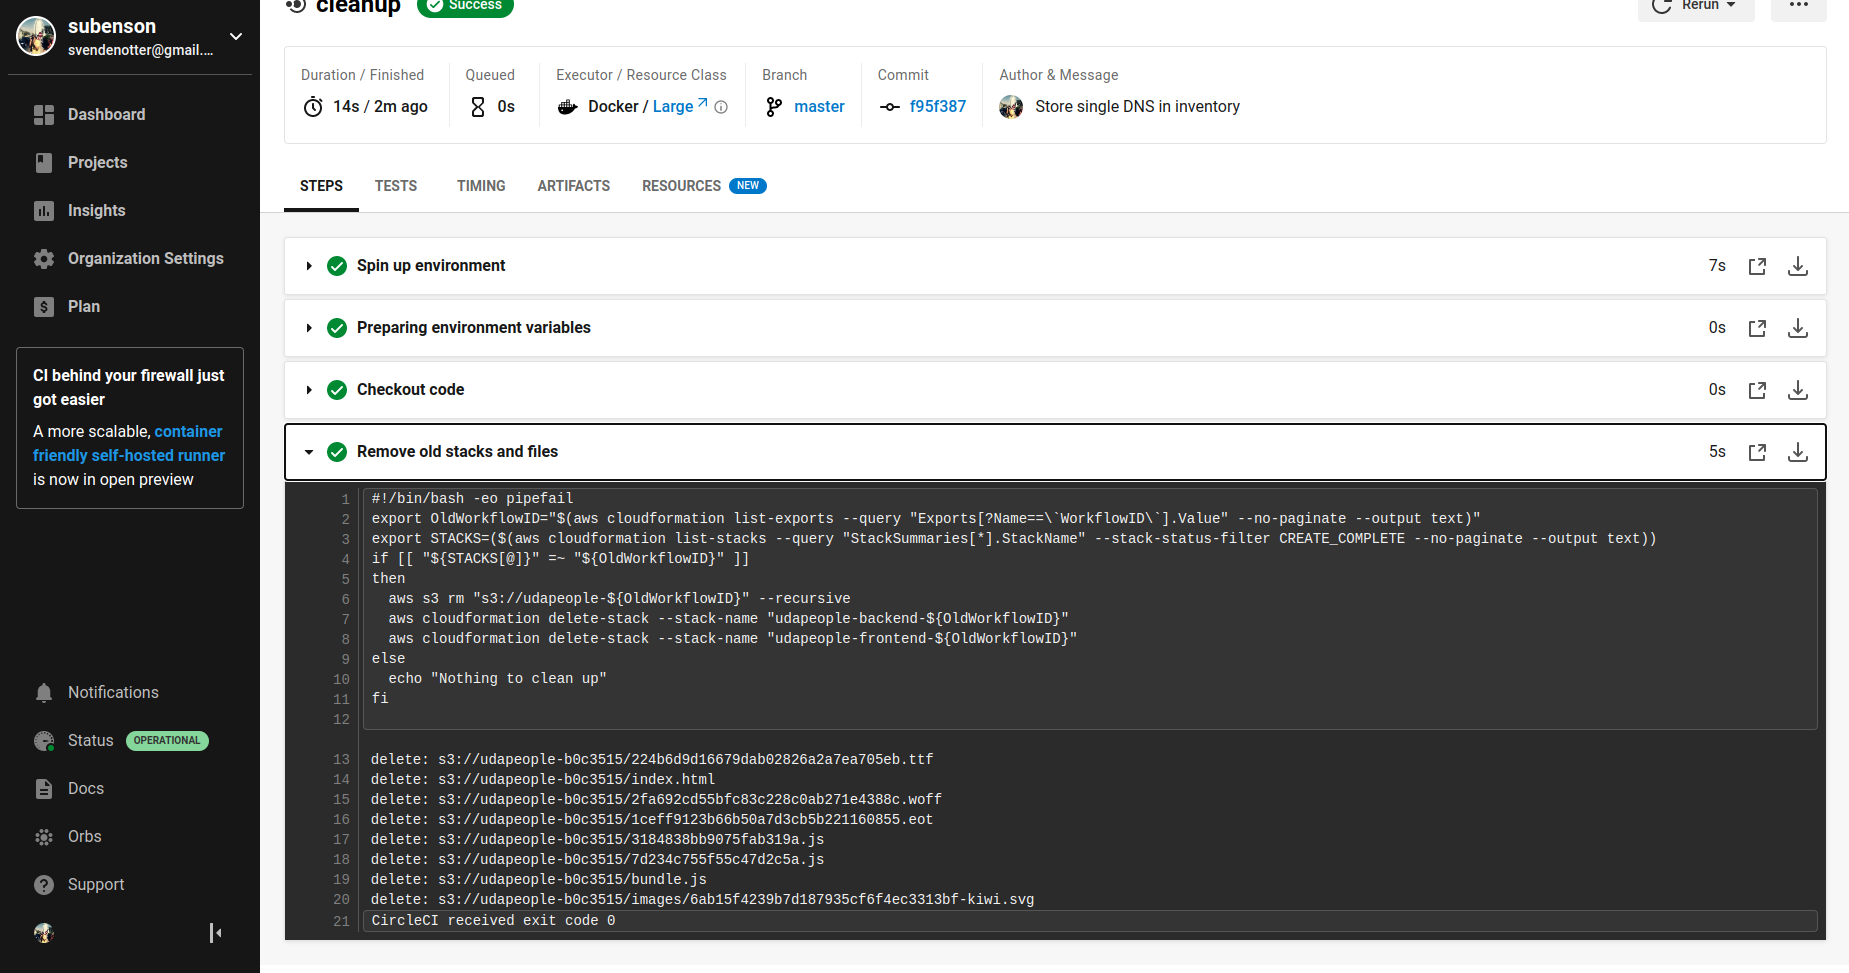 subenson
svendenotter@gmail....
Dashboard
Projects
Insights
Organization Settings
Plan
CI behind your firewall just
got easier
A more scalable, container
friendly self-hosted runner
is now in open preview
Notifications
Status OPERATIONAL
Docs
Orbs
Support
cleanup Success
Rerun
Duration / Finished
14s / 2m ago
Queued
0s
Executor / Resource Class
Docker / Large
Branch
master
Commit
f95f387
Author & Message
Store single DNS in inventory
STEPS TESTS TIMING ARTIFACTS RESOURCES NEW
Spin up environment 7s
Preparing environment variables 0s
Checkout code 0s
Remove old stacks and files 5s
1 #!/bin/bash -eo pipefail
2 export OldWorkflowID="$(aws cloudformation list-exports --query "Exports[?Name==\`WorkflowID\`].Value" --no-paginate --output text)"
3 export STACKS=($(aws cloudformation list-stacks --query "StackSummaries[*].StackName" --stack-status-filter CREATE_COMPLETE --no-paginate --output text))
4 if [[ "${STACKS[@]}" =~ "${OldWorkflowID}" ]]
5 then
6   aws s3 rm "s3://udapeople-${OldWorkflowID}" --recursive
7   aws cloudformation delete-stack --stack-name "udapeople-backend-${OldWorkflowID}"
8   aws cloudformation delete-stack --stack-name "udapeople-frontend-${OldWorkflowID}"
9 else
10   echo "Nothing to clean up"
11 fi
12
13 delete: s3://udapeople-b0c3515/224b6d9d16679dab02826a2a7ea705eb.ttf
14 delete: s3://udapeople-b0c3515/index.html
15 delete: s3://udapeople-b0c3515/2fa692cd55bfc83c228c0ab271e4388c.woff
16 delete: s3://udapeople-b0c3515/1ceff9123b66b50a7d3cb5b221160855.eot
17 delete: s3://udapeople-b0c3515/3184838bb9075fab319a.js
18 delete: s3://udapeople-b0c3515/7d234c755f55c47d2c5a.js
19 delete: s3://udapeople-b0c3515/bundle.js
20 delete: s3://udapeople-b0c3515/images/6ab15f4239b7d187935cf6f4ec3313bf-kiwi.svg
21 CircleCI received exit code 0